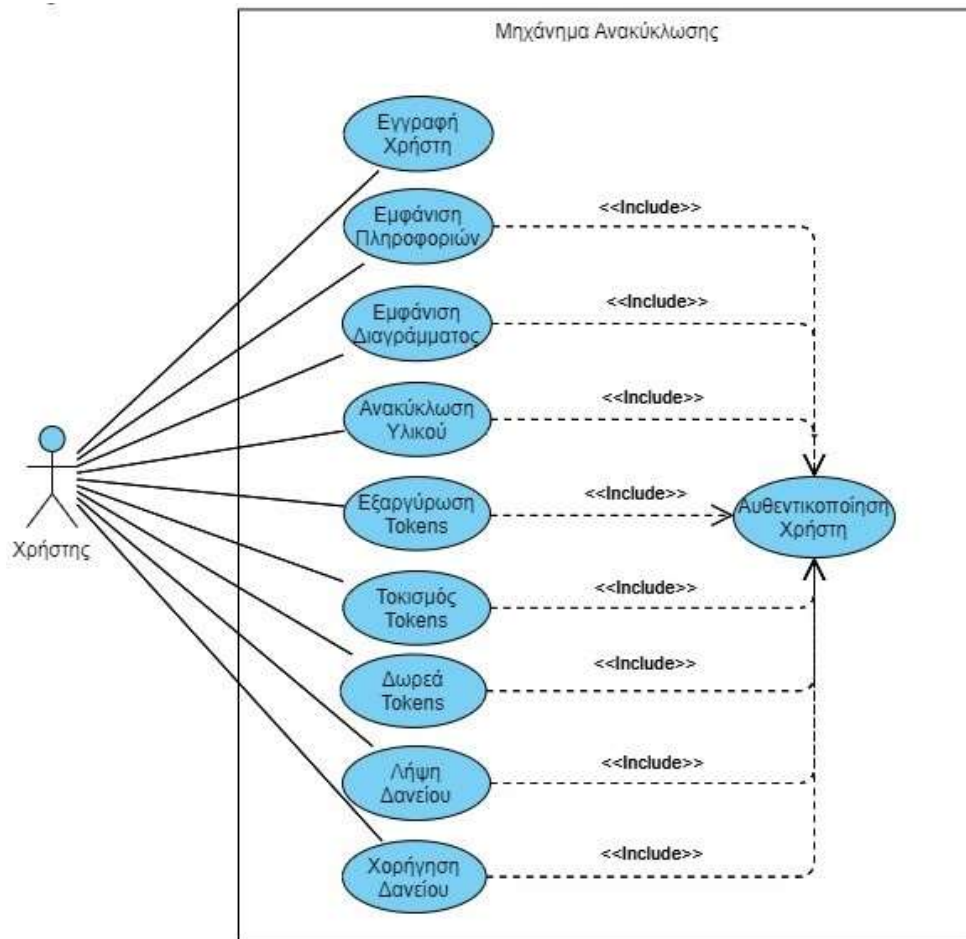 Μηχάνημα Ανακύκλωσης
Εγγραφή
Χρήστη
Εμφάνιση
Πληροφοριών
<<Include>>
Εμφάνιση
Διαγράμματος
<<Include>>
Ανακύκλωση
Υλικού
<<Include>>
Εξαργύρωση
Tokens
<<Include>>
Αυθεντικοποίηση
Χρήστη
Χρήστης
Τοκισμός
Tokens
<<Include>>
Δωρεά
Tokens
<<Include>>
Λήψη
Δανείου
<<Include>>
Χορήγηση
Δανείου
<<Include>>